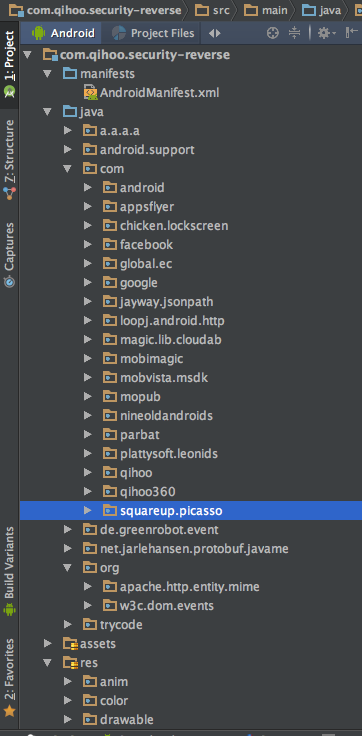 com.qihoo.security-reverse src main java
Android Project Files
com.qihoo.security-reverse
manifests
AndroidManifest.xml
java
a.a.a.a
android.support
com
android
appsflyer
chicken.lockscreen
facebook
global.ec
google
jayway.jsonpath
loopj.android.http
magic.lib.cloudab
mobimagic
mobvista.msdk
mopub
nineoldandroids
parbat
plattysoft.leonids
qihoo
qihoo360
squareup.picasso
de.greenrobot.event
net.jarlehansen.protobuf.javame
org
apache.http.entity.mime
w3c.dom.events
trycode
assets
res
anim
color
drawable
1: Project
Z: Structure
Captures
Build Variants
2: Favorites